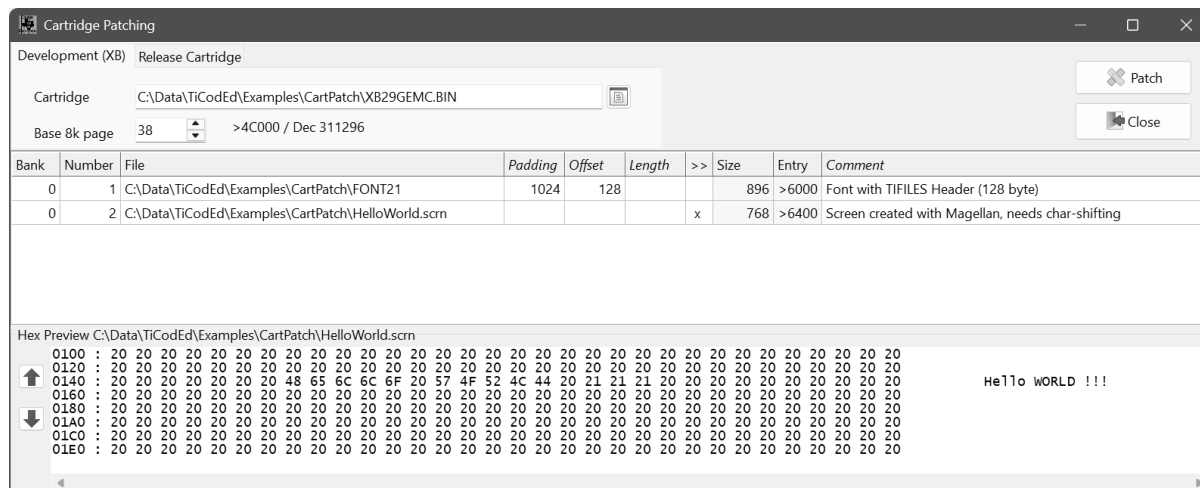 Cartridge Patching
Development (XB) Release Cartridge
Patch
Cartridge C:\Data\TiCodEd\Examples\CartPatch\XB29GEMC.BIN
Close
Base 8k page 38 >4C000 / Dec 311296
Bank Number File Padding Offset Length >> Size Entry Comment
0 1 C:\Data\TiCodEd\Examples\CartPatch\FONT21 1024 128 896 >6000 Font with TIFILES Header (128 byte)
0 2 C:\Data\TiCodEd\Examples\CartPatch\HelloWorld.scrn x 768 >6400 Screen created with Magellan, needs char-shifting
Hex Preview C:\Data\TiCodEd\Examples\CartPatch\HelloWorld.scrn
0100 : 20 20 20 20 20 20 20 20 20 20 20 20 20 20 20 20 20 20 20 20 20 20 20 20 20 20 20 20 20 20 20 20
0120 : 20 20 20 20 20 20 20 20 20 20 20 20 20 20 20 20 20 20 20 20 20 20 20 20 20 20 20 20 20 20 20 20
0140 : 20 20 20 20 20 20 20 48 65 6C 6C 6F 20 57 4F 52 4C 44 20 21 21 21 20 20 20 20 20 20 20 20 20 20 Hello WORLD !!!
0160 : 20 20 20 20 20 20 20 20 20 20 20 20 20 20 20 20 20 20 20 20 20 20 20 20 20 20 20 20 20 20 20 20
0180 : 20 20 20 20 20 20 20 20 20 20 20 20 20 20 20 20 20 20 20 20 20 20 20 20 20 20 20 20 20 20 20 20
01A0 : 20 20 20 20 20 20 20 20 20 20 20 20 20 20 20 20 20 20 20 20 20 20 20 20 20 20 20 20 20 20 20 20
01C0 : 20 20 20 20 20 20 20 20 20 20 20 20 20 20 20 20 20 20 20 20 20 20 20 20 20 20 20 20 20 20 20 20
01E0 : 20 20 20 20 20 20 20 20 20 20 20 20 20 20 20 20 20 20 20 20 20 20 20 20 20 20 20 20 20 20 20 20